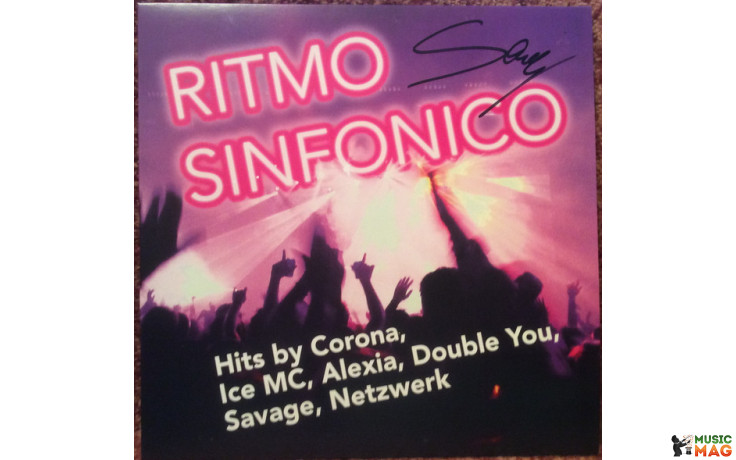 RITMO
SINFONICO
Hits by Corona,
Ice MC, Alexia, Double You,
Savage, Netzwerk
MUSIC
MAG